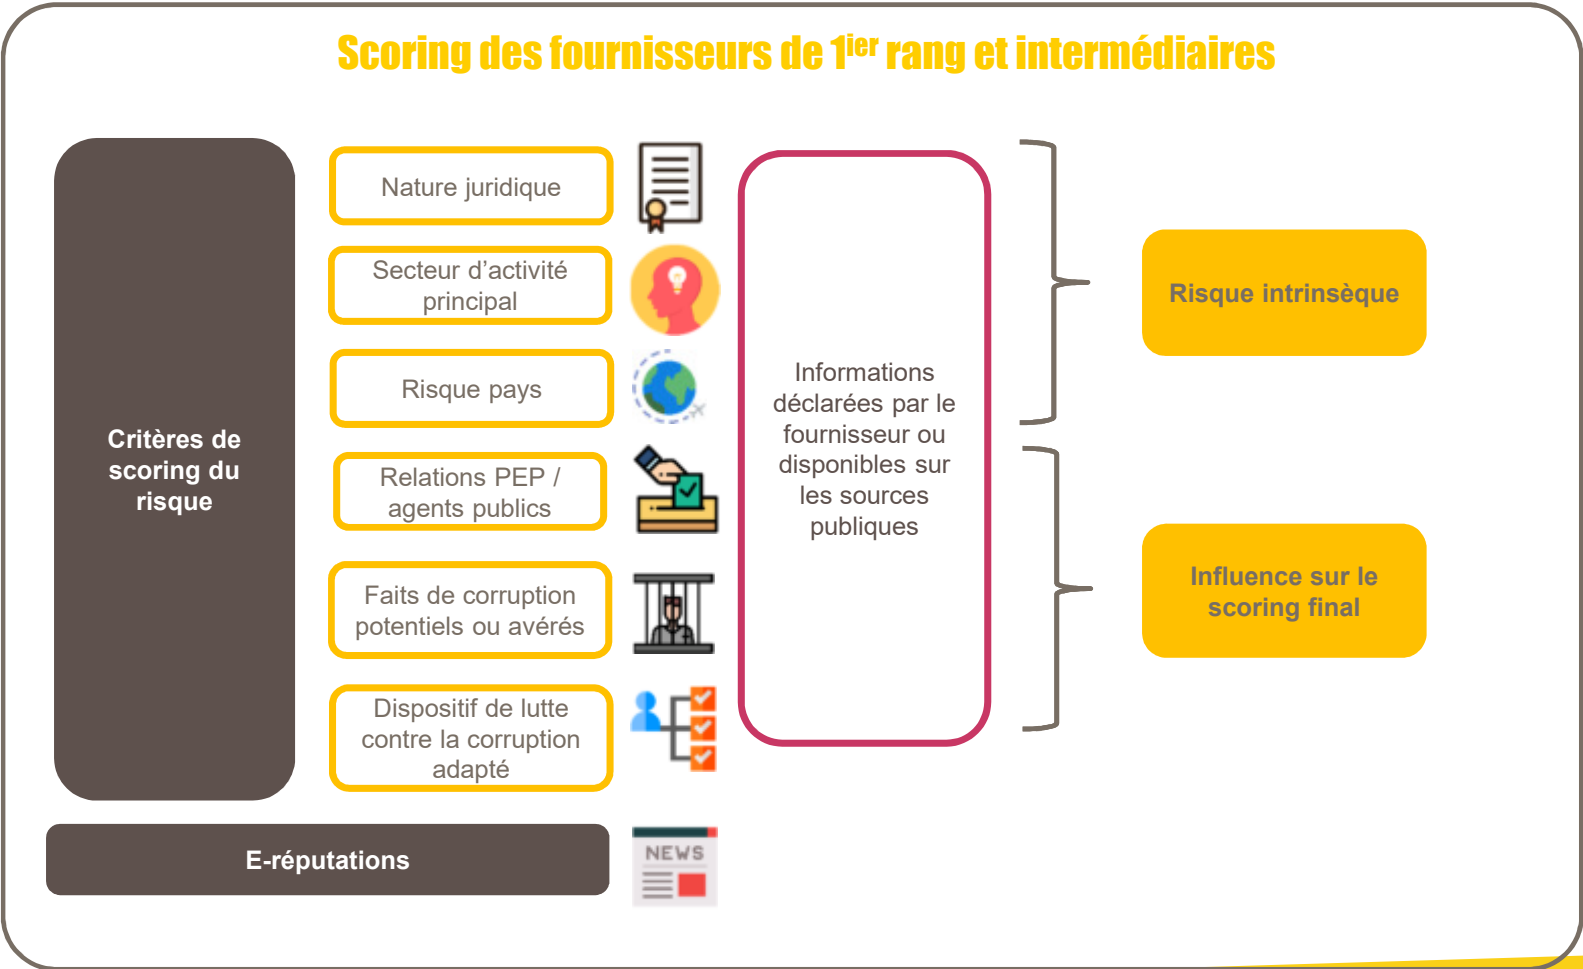 Scoring des fournisseurs de 1ier rang et intermédiaires
Critères de
scoring du
risque
Nature juridique
Secteur d’activité
principal
Risque pays
Relations PEP /
agents publics
Faits de corruption
potentiels ou avérés
Dispositif de lutte
contre la corruption
adapté
Informations
déclarées par le
fournisseur ou
disponibles sur
les sources
publiques
Risque intrinsèque
Influence sur le
scoring final
E-réputations
NEWS